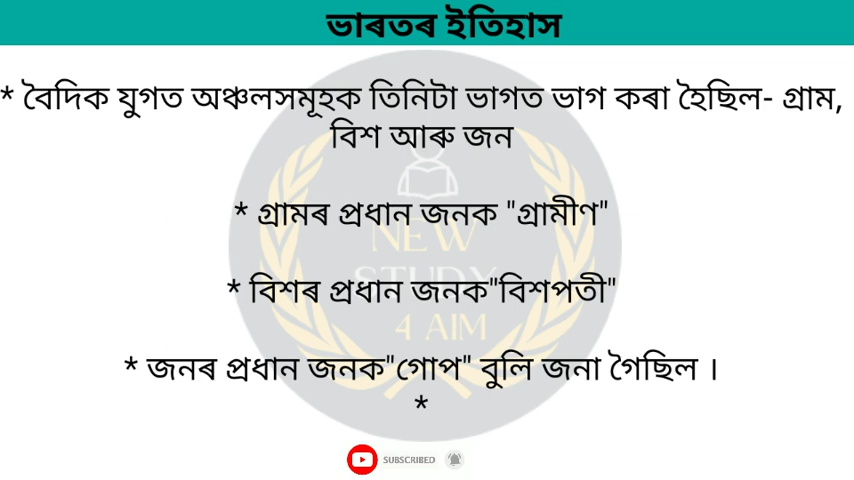 ভাৰতৰ ইতিহাস
* বৈদিক যুগত অঞ্চলসমূহক তিনিটা ভাগত ভাগ কৰা হৈছিল- গ্ৰাম,
বিশ আৰু জন
* গ্ৰামৰ প্ৰধান জনক "গ্ৰামীণ"
* বিশৰ প্ৰধান জনক"বিশপতী"
* জনৰ প্ৰধান জনক"গোপ" বুলি জনা গৈছিল ।
*
NEW
STUDY
4 AIM
SUBSCRIBED